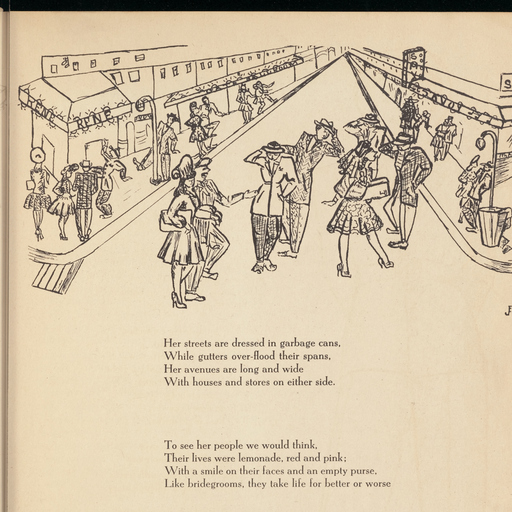 Her streets are dressed in garbage cans,
While gutters over-flood their spans,
Her avenues are long and wide
With houses and stores on either side.
To see her people we would think,
Their lives were lemonade, red and pink;
With a smile on their faces and an empty purse,
Like bridegrooms, they take life for better or worse